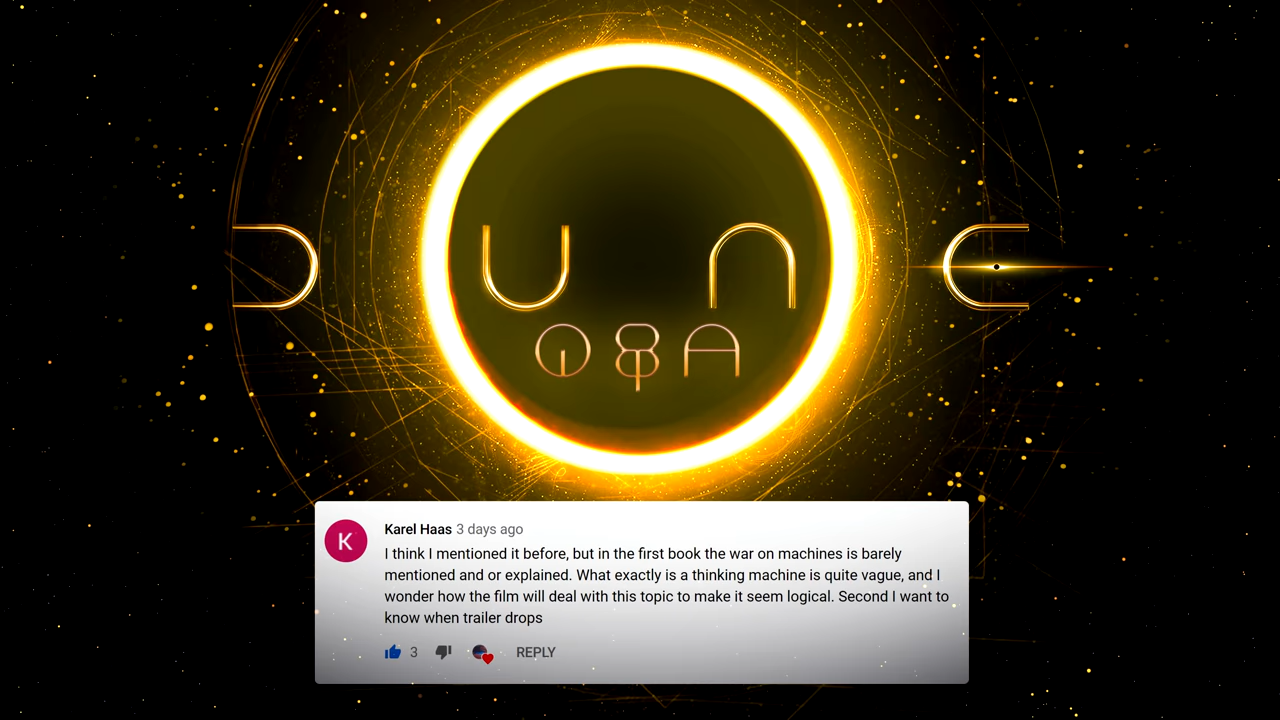 DUNE
Q&A
Karel Haas 3 days ago
I think I mentioned it before, but in the first book the war on machines is barely
mentioned and or explained. What exactly is a thinking machine is quite vague, and I
wonder how the film will deal with this topic to make it seem logical. Second I want to
know when trailer drops
3 REPLY
K